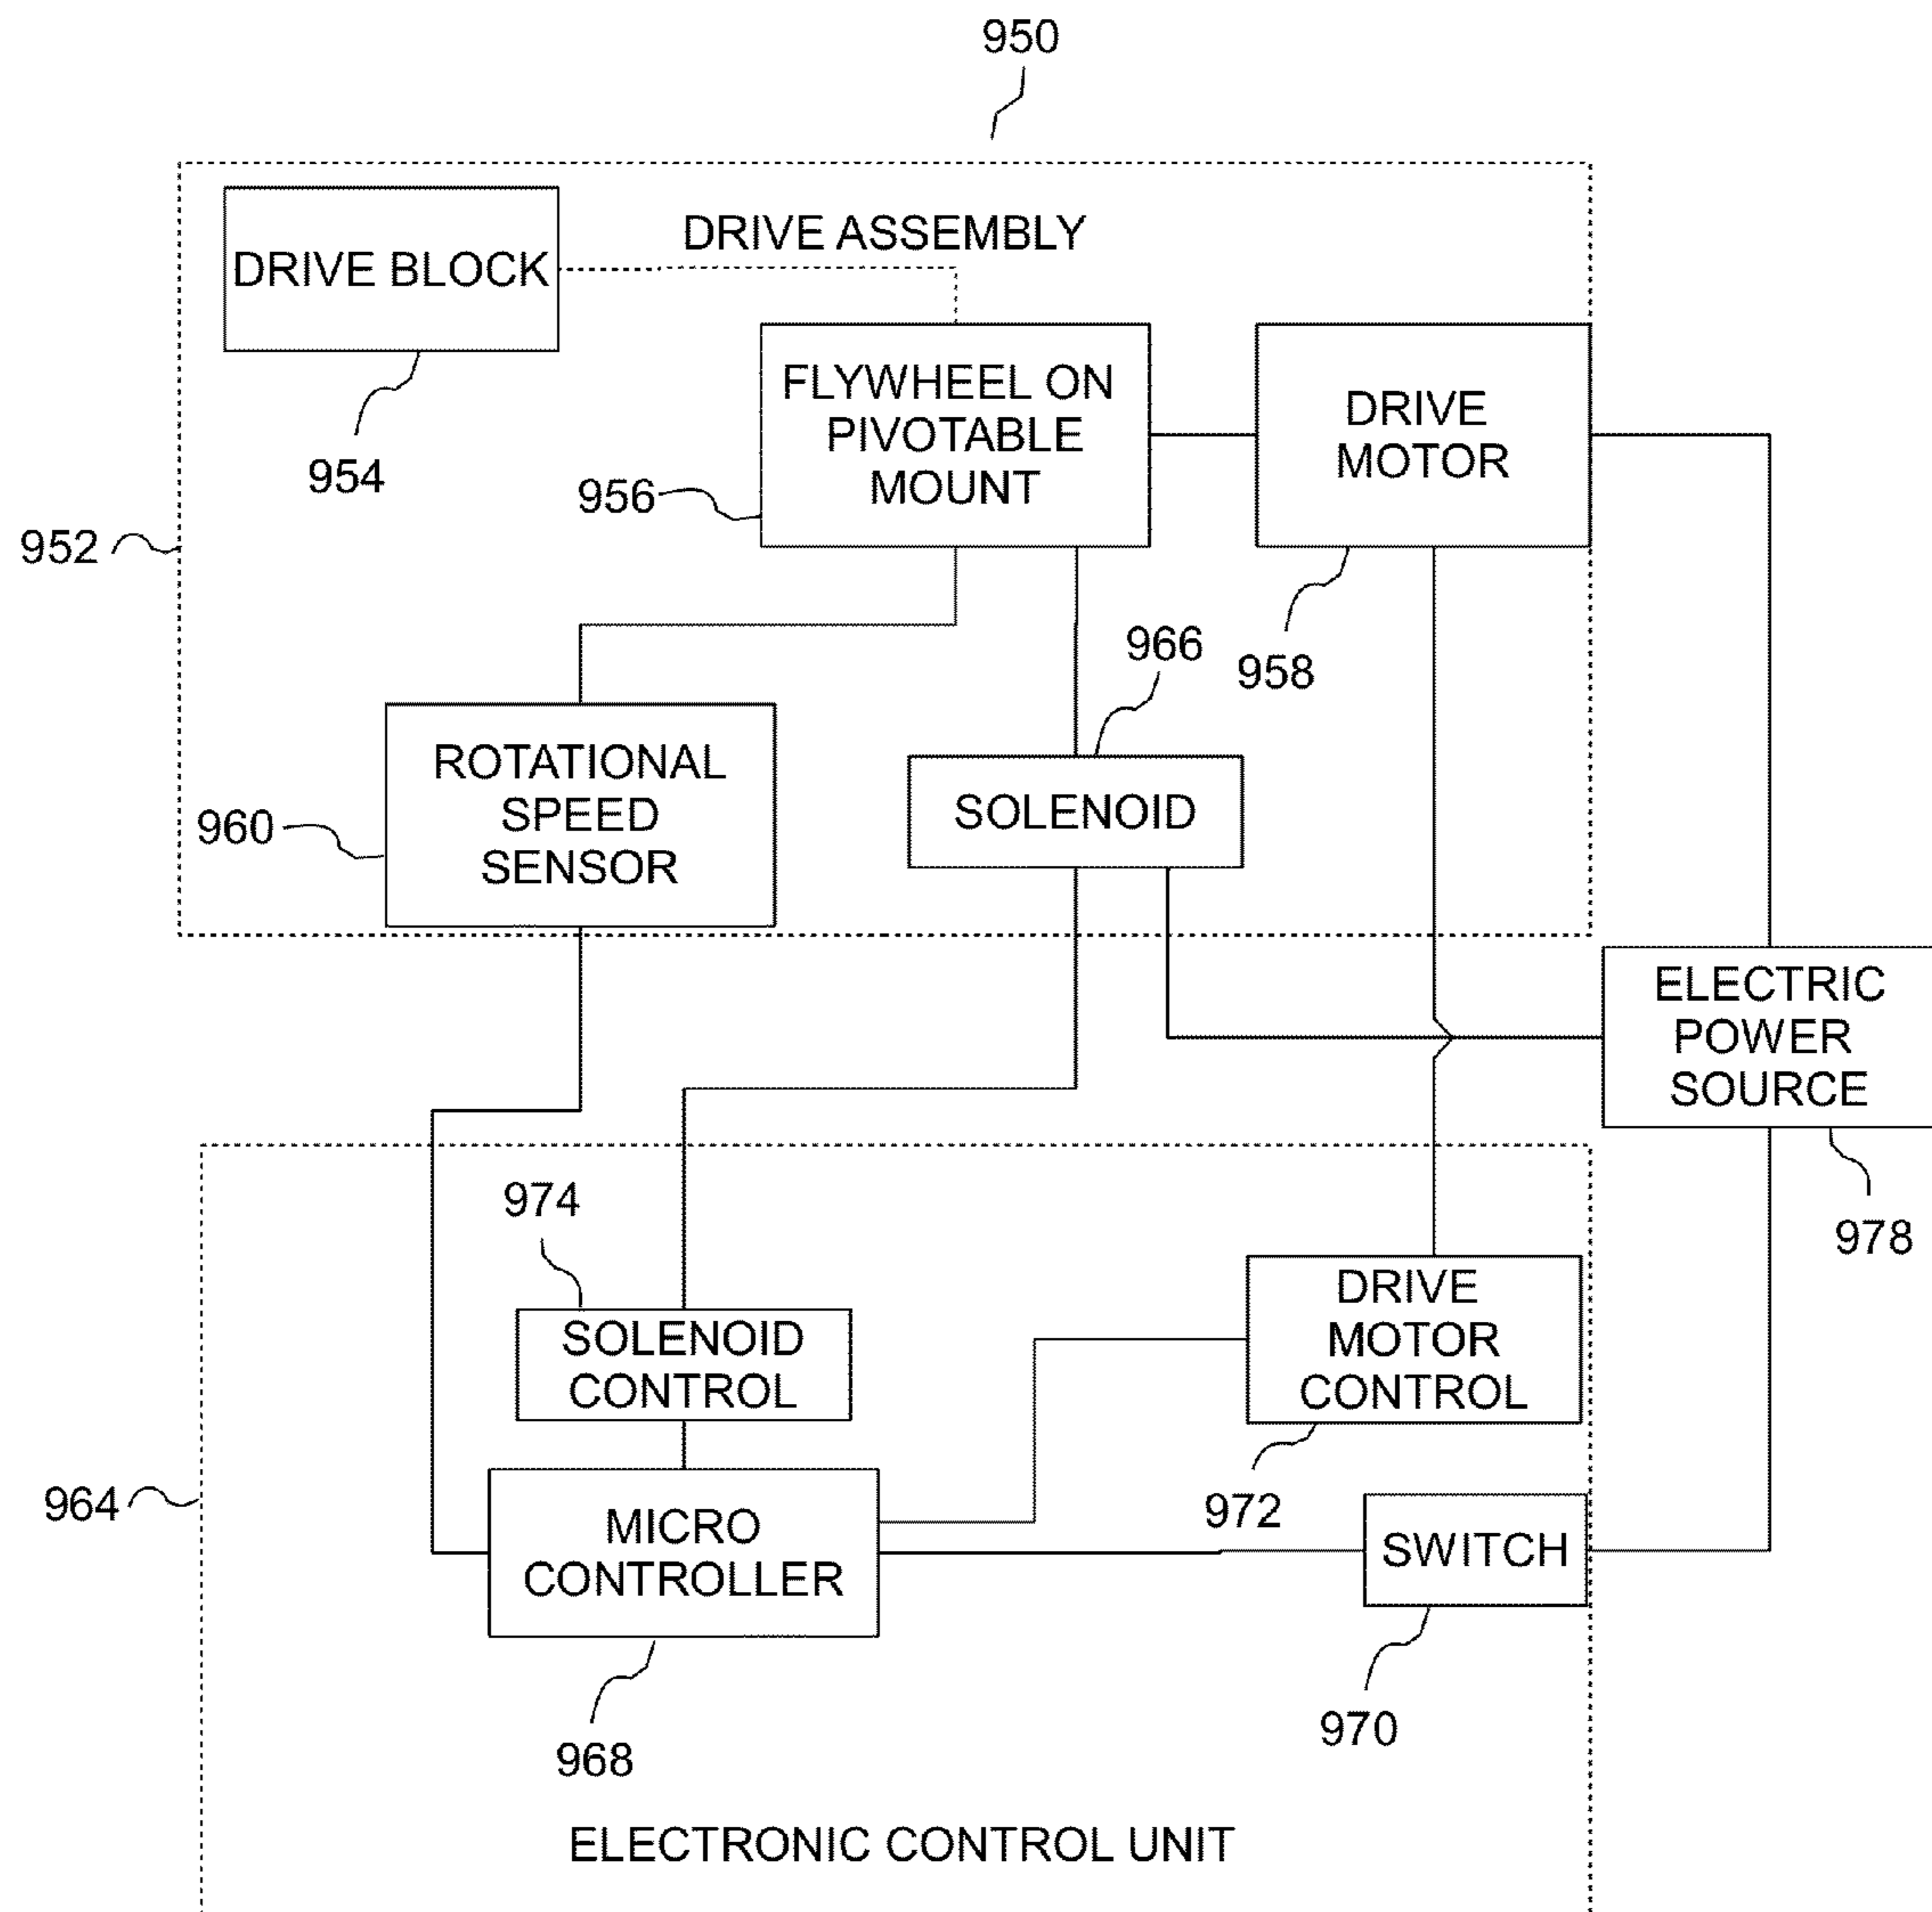 950
DRIVE ASSEMBLY
DRIVE BLOCK
954
FLYWHEEL ON
PIVOTABLE
MOUNT
956
DRIVE
MOTOR
958
952
966
ROTATIONAL
SPEED
SENSOR
960
SOLENOID
ELECTRIC
POWER
SOURCE
978
974
SOLENOID
CONTROL
DRIVE
MOTOR
CONTROL
972
964
MICRO
CONTROLLER
968
SWITCH
970
ELECTRONIC CONTROL UNIT